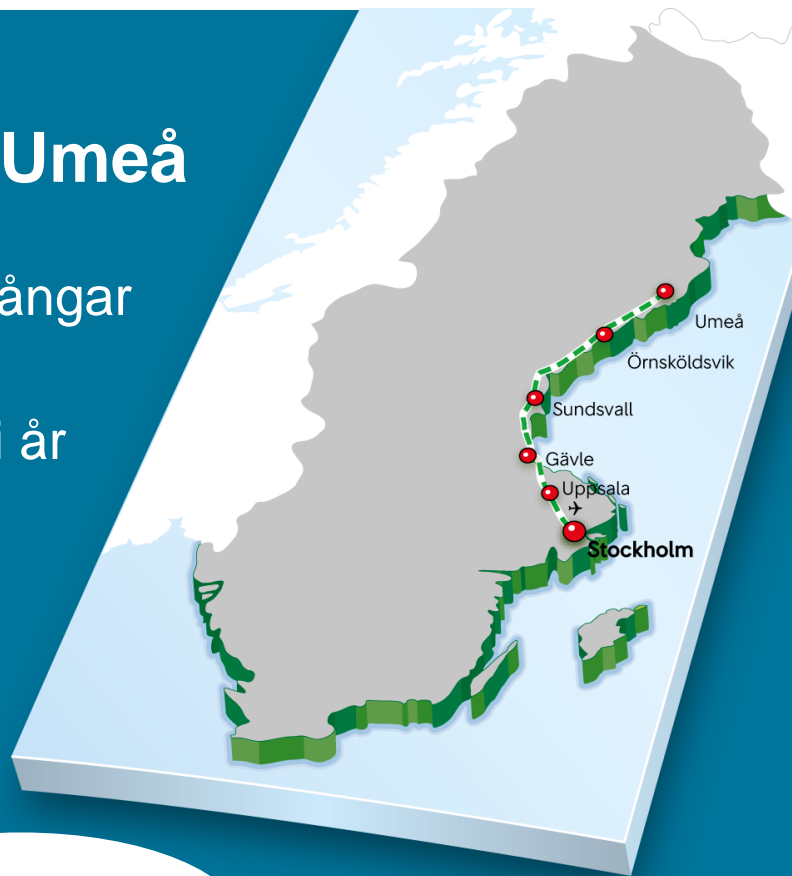 Umeå
ångar
i år
Umeå
Örnsköldsvik
Sundsvall
Gävle
Uppsala
Stockholm